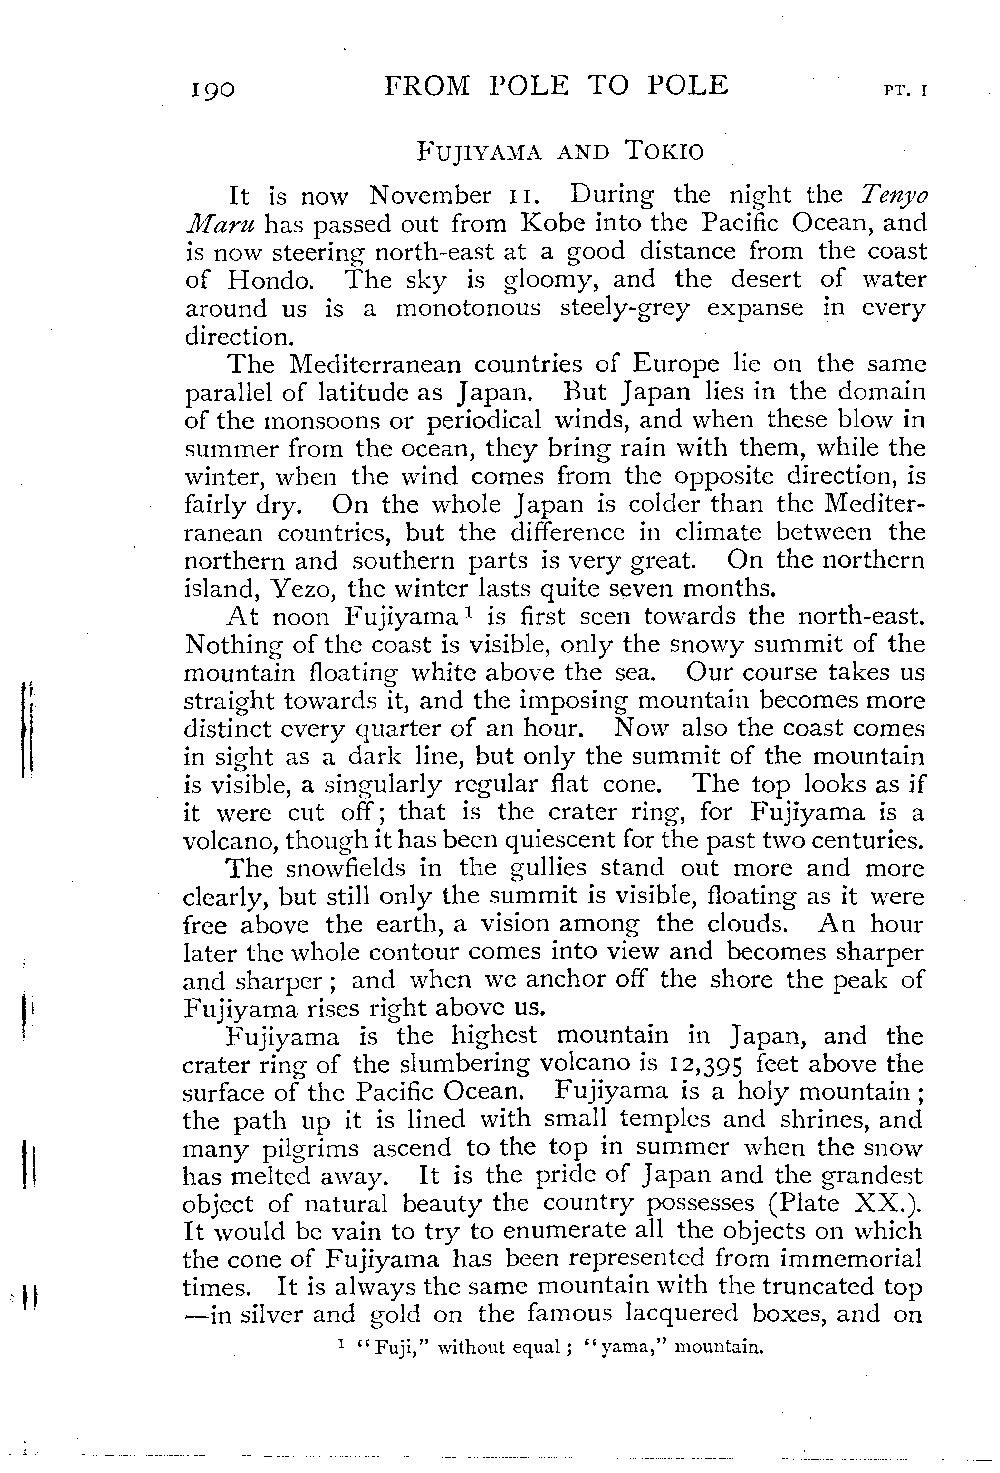 190 FROM POLE TO POLE PT. I
FUJIYAMA AND TOKIO
It is now November 11. During the night the Tenyo
Maru has passed out from Kobe into the Pacific Ocean, and
is now steering north-east at a good distance from the coast
of Hondo. The sky is gloomy, and the desert of water
around us is a monotonous steely-grey expanse in every
direction.
The Mediterranean countries of Europe lie on the same
parallel of latitude as Japan. But Japan lies in the domain
of the monsoons or periodical winds, and when these blow in
summer from the ocean, they bring rain with them, while the
winter, when the wind comes from the opposite direction, is
fairly dry. On the whole Japan is colder than the Mediter-
ranean countries, but the difference in climate between the
northern and southern parts is very great. On the northern
island, Yezo, the winter lasts quite seven months.
At noon Fujiyama¹ is first seen towards the north-east.
Nothing of the coast is visible, only the snowy summit of the
mountain floating white above the sea. Our course takes us
straight towards it, and the imposing mountain becomes more
distinct every quarter of an hour. Now also the coast comes
in sight as a dark line, but only the summit of the mountain
is visible, a singularly regular flat cone. The top looks as if
it were cut off; that is the crater ring, for Fujiyama is a
volcano, though it has been quiescent for the past two centuries.
The snowfields in the gullies stand out more and more
clearly, but still only the summit is visible, floating as it were
free above the earth, a vision among the clouds. An hour
later the whole contour comes into view and becomes sharper
and sharper; and when we anchor off the shore the peak of
Fujiyama rises right above us.
Fujiyama is the highest mountain in Japan, and the
crater ring of the slumbering volcano is 12,395 feet above the
surface of the Pacific Ocean. Fujiyama is a holy mountain;
the path up it is lined with small temples and shrines, and
many pilgrims ascend to the top in summer when the snow
has melted away. It is the pride of Japan and the grandest
object of natural beauty the country possesses (Plate XX.).
It would be vain to try to enumerate all the objects on which
the cone of Fujiyama has been represented from immemorial
times. It is always the same mountain with the truncated top
—in silver and gold on the famous lacquered boxes, and on
¹ "Fuji," without equal; "yama," mountain.